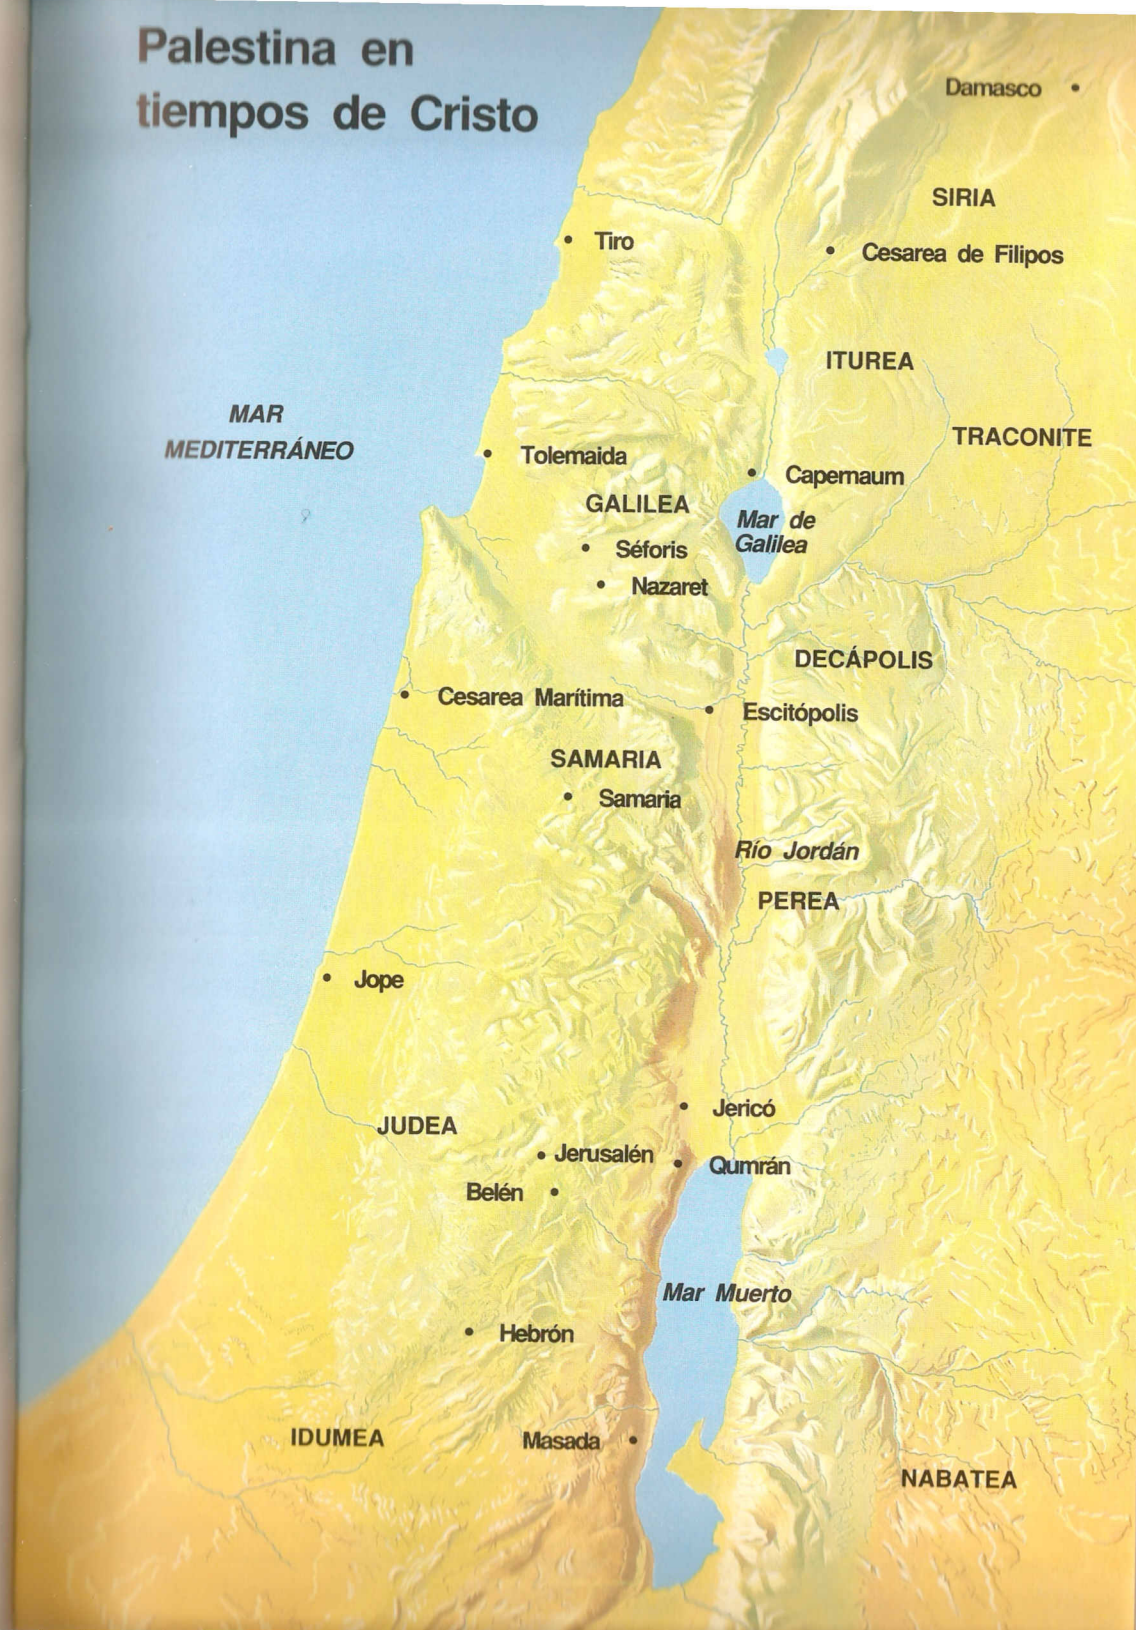 Palestina en
tiempos de Cristo
Damasco
SIRIA
Tiro
Cesarea de Filipos
ITUREA
MAR
MEDITERRÁNEO
TRACONITE
Tolemaida
Capernaum
GALILEA
Mar de
Galilea
Séforis
Nazaret
DECÁPOLIS
Cesarea Marítima
Escitópolis
SAMARIA
Samaria
Río Jordán
PEREA
Jope
Jericó
JUDEA
Jerusalén
Qumrán
Belén
Mar Muerto
Hebrón
IDUMEA
Masada
NABATEA